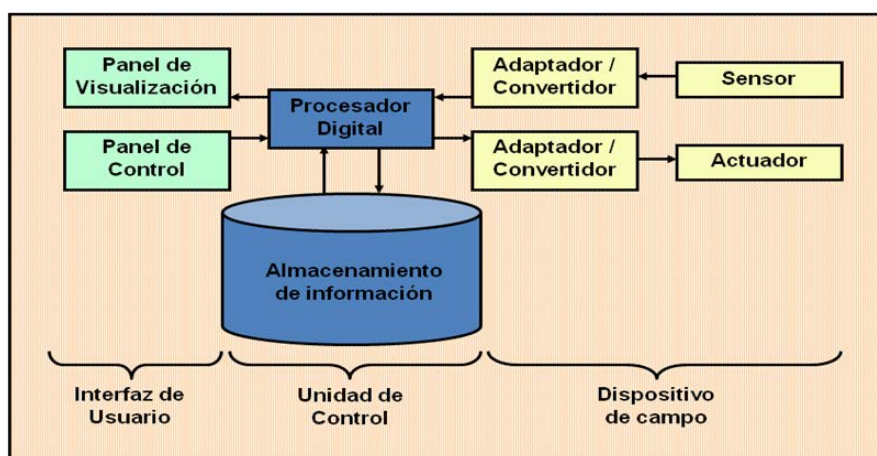 Panel de
Visualización
Procesador
Digital
Adaptador /
Convertidor
Sensor
Panel de
Control
Adaptador /
Convertidor
Actuador
Almacenamiento
de información
Interfaz de
Usuario
Unidad de
Control
Dispositivo
de campo